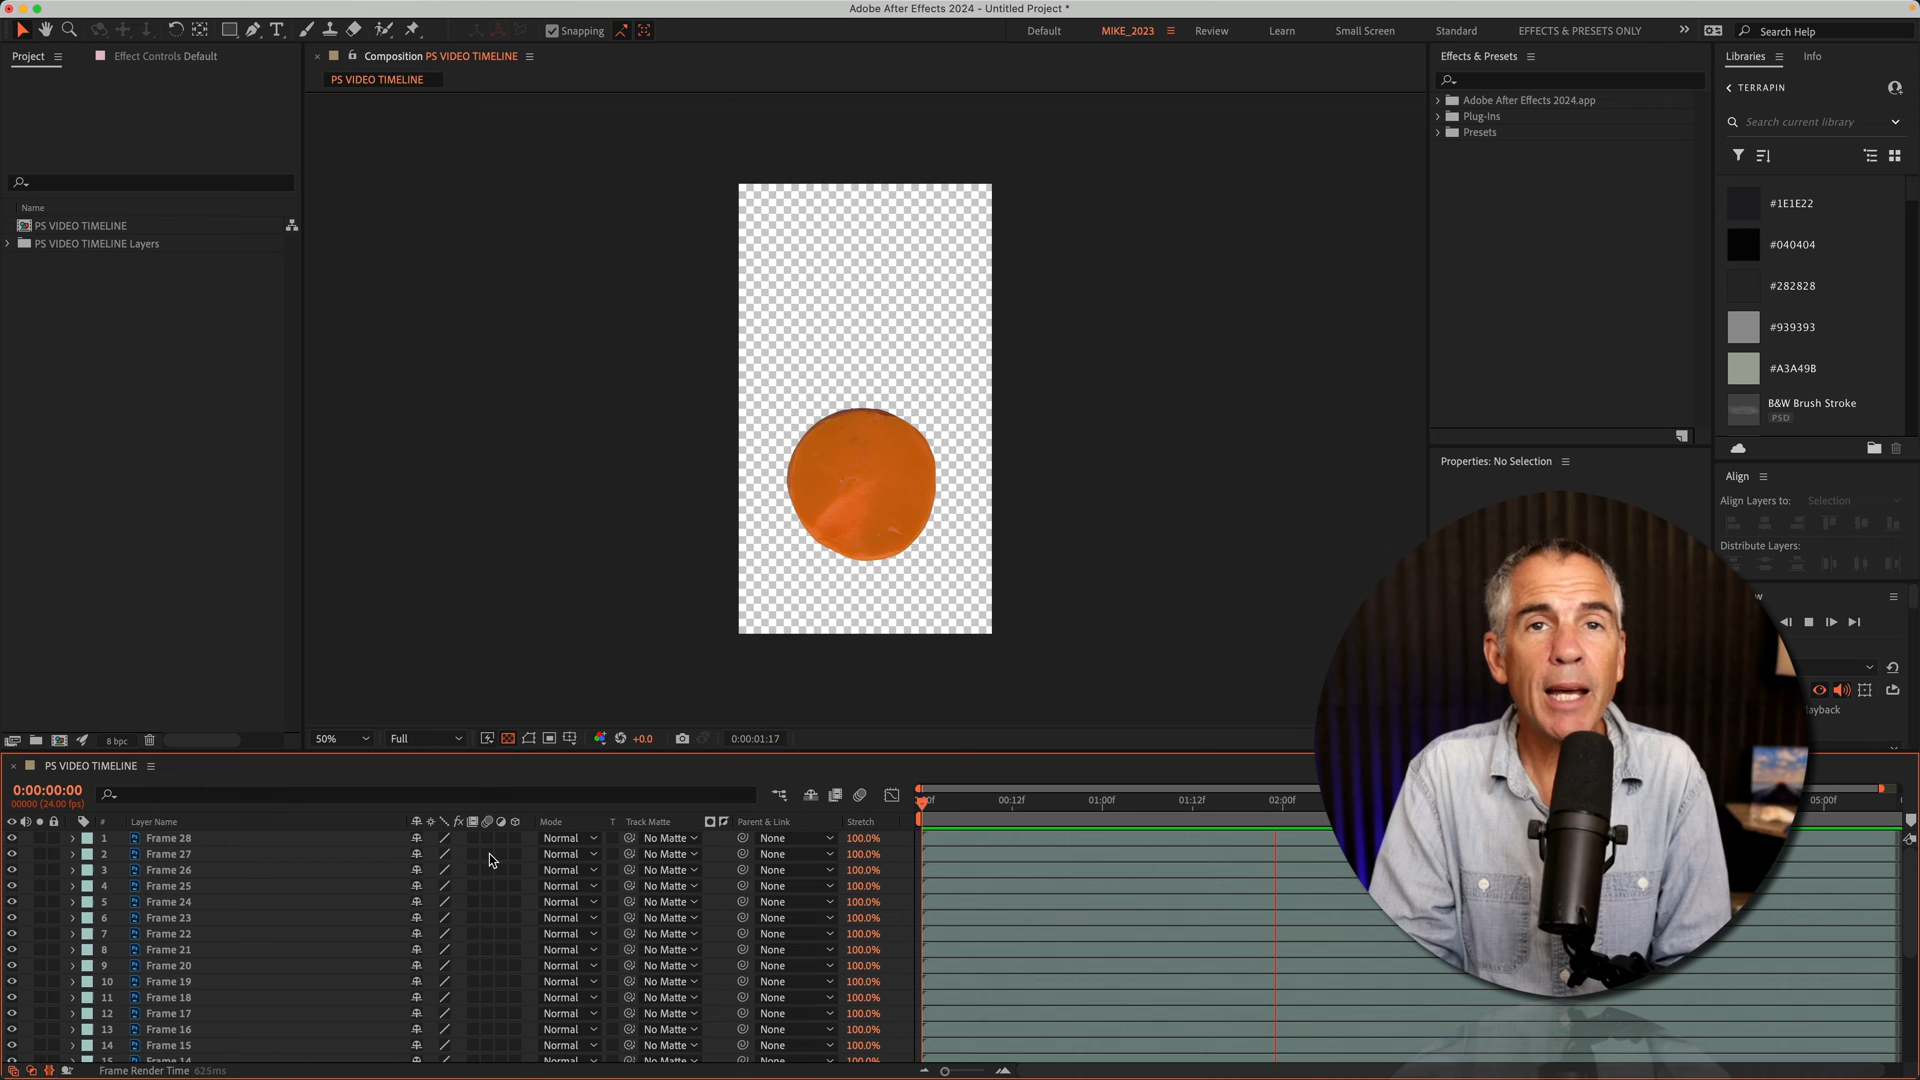 Adobe After Effects 2024 - Untitled Project *
Snapping
Default
MIKE_2023
Review
Learn
Small Screen
Standard
EFFECTS & PRESETS ONLY
Search Help
Project
Effect Controls Default
Composition PS VIDEO TIMELINE
PS VIDEO TIMELINE
Effects & Presets
Adobe After Effects 2024.app
Plug-Ins
Presets
Libraries
Info
TERRAPIN
Search current library
#1E1E22
#040404
#282828
#939393
#A3A49B
B&W Brush Stroke
PSD
Name
PS VIDEO TIMELINE
PS VIDEO TIMELINE Layers
Properties: No Selection
Align
Align Layers to:
Selection
Distribute Layers:
8 bpc
50%
Full
+0.0
0:00:01:17
PS VIDEO TIMELINE
0:00:00:00
00000 (24.00 fps)
00:12f
01:00f
01:12f
02:00f
05:00f
# Layer Name
Mode
T Track Matte
Parent & Link
Stretch
1 Frame 28 Normal No Matte None 100.0%
2 Frame 27 Normal No Matte None 100.0%
3 Frame 26 Normal No Matte None 100.0%
4 Frame 25 Normal No Matte None 100.0%
5 Frame 24 Normal No Matte None 100.0%
6 Frame 23 Normal No Matte None 100.0%
7 Frame 22 Normal No Matte None 100.0%
8 Frame 21 Normal No Matte None 100.0%
9 Frame 20 Normal No Matte None 100.0%
10 Frame 19 Normal No Matte None 100.0%
11 Frame 18 Normal No Matte None 100.0%
12 Frame 17 Normal No Matte None 100.0%
13 Frame 16 Normal No Matte None 100.0%
14 Frame 15 Normal No Matte None 100.0%
Frame Render Time 625ms